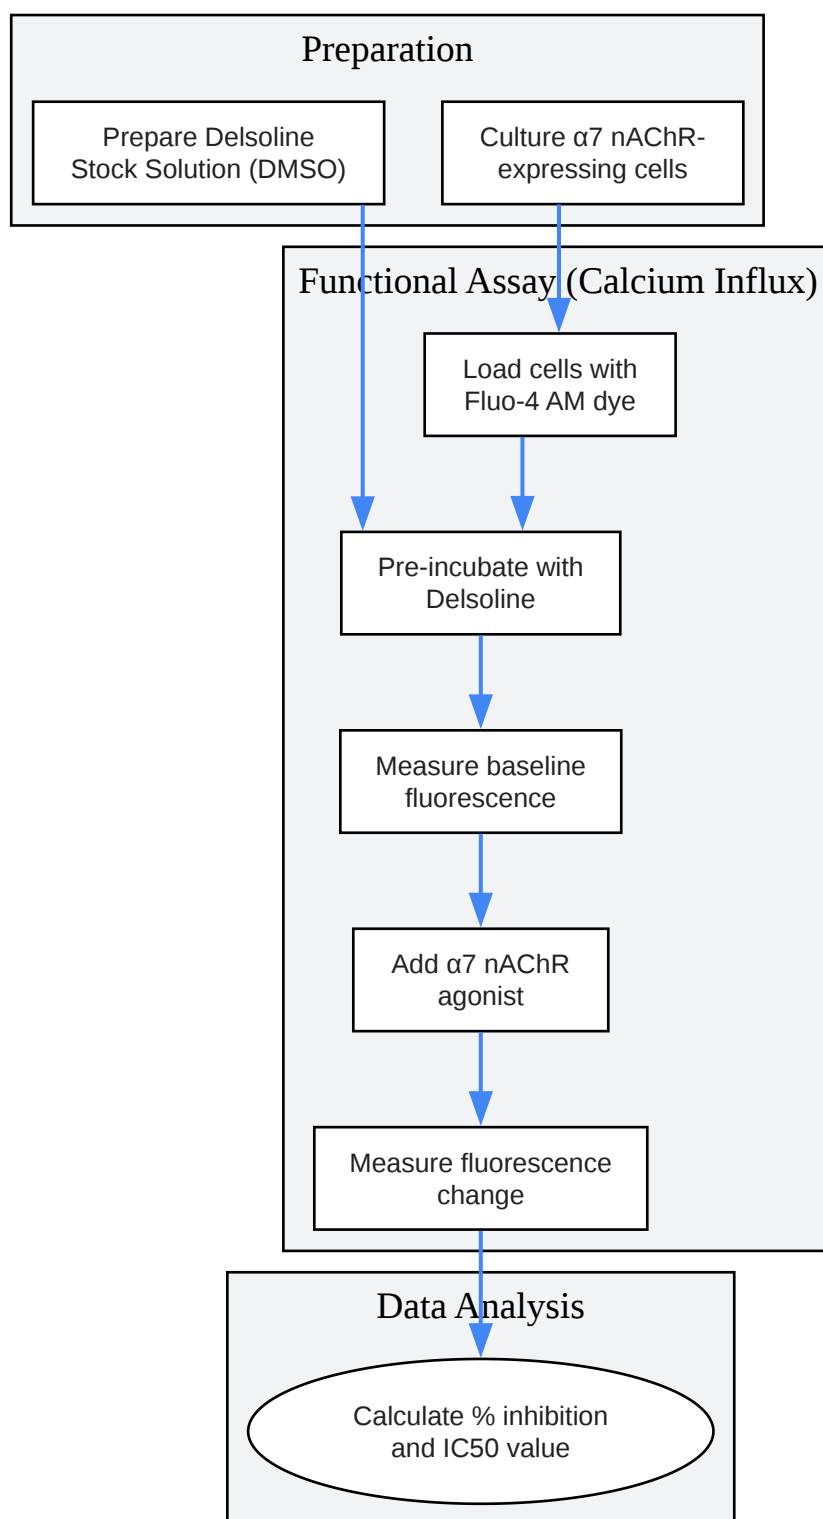 Preparation
Prepare Delsoline
Stock Solution (DMSO)
Culture α7 nAChR-
expressing cells
Functional Assay (Calcium Influx)
Load cells with
Fluo-4 AM dye
Pre-incubate with
Delsoline
Measure baseline
fluorescence
Add α7 nAChR
agonist
Measure fluorescence
change
Data Analysis
Calculate % inhibition
and IC50 value